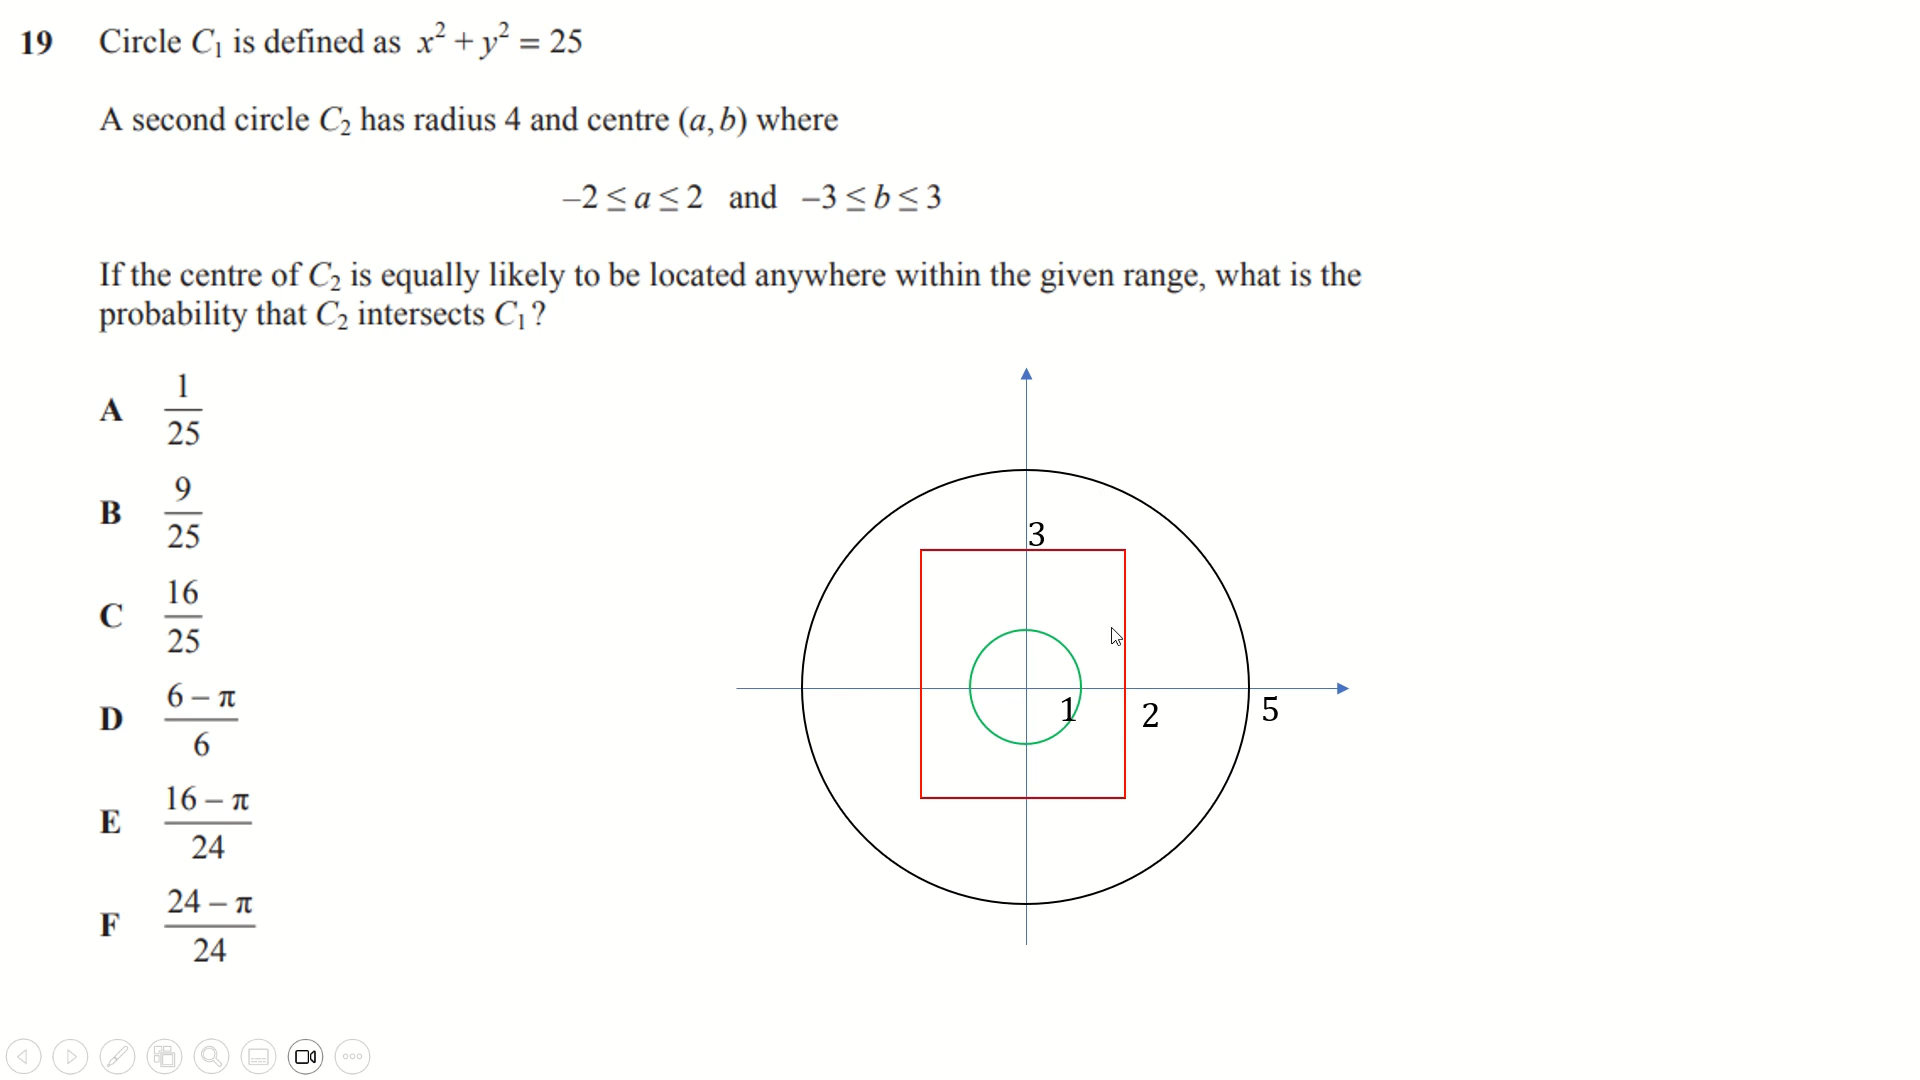 19 Circle C₁ is defined as x² + y² = 25
A second circle C₂ has radius 4 and centre (a, b) where
–2 ≤ a ≤ 2 and –3 ≤ b ≤ 3
If the centre of C₂ is equally likely to be located anywhere within the given range, what is the
probability that C₂ intersects C₁?
A 1/25
B 9/25
C 16/25
D (6 – π)/6
E (16 – π)/24
F (24 – π)/24
3
1
2
5